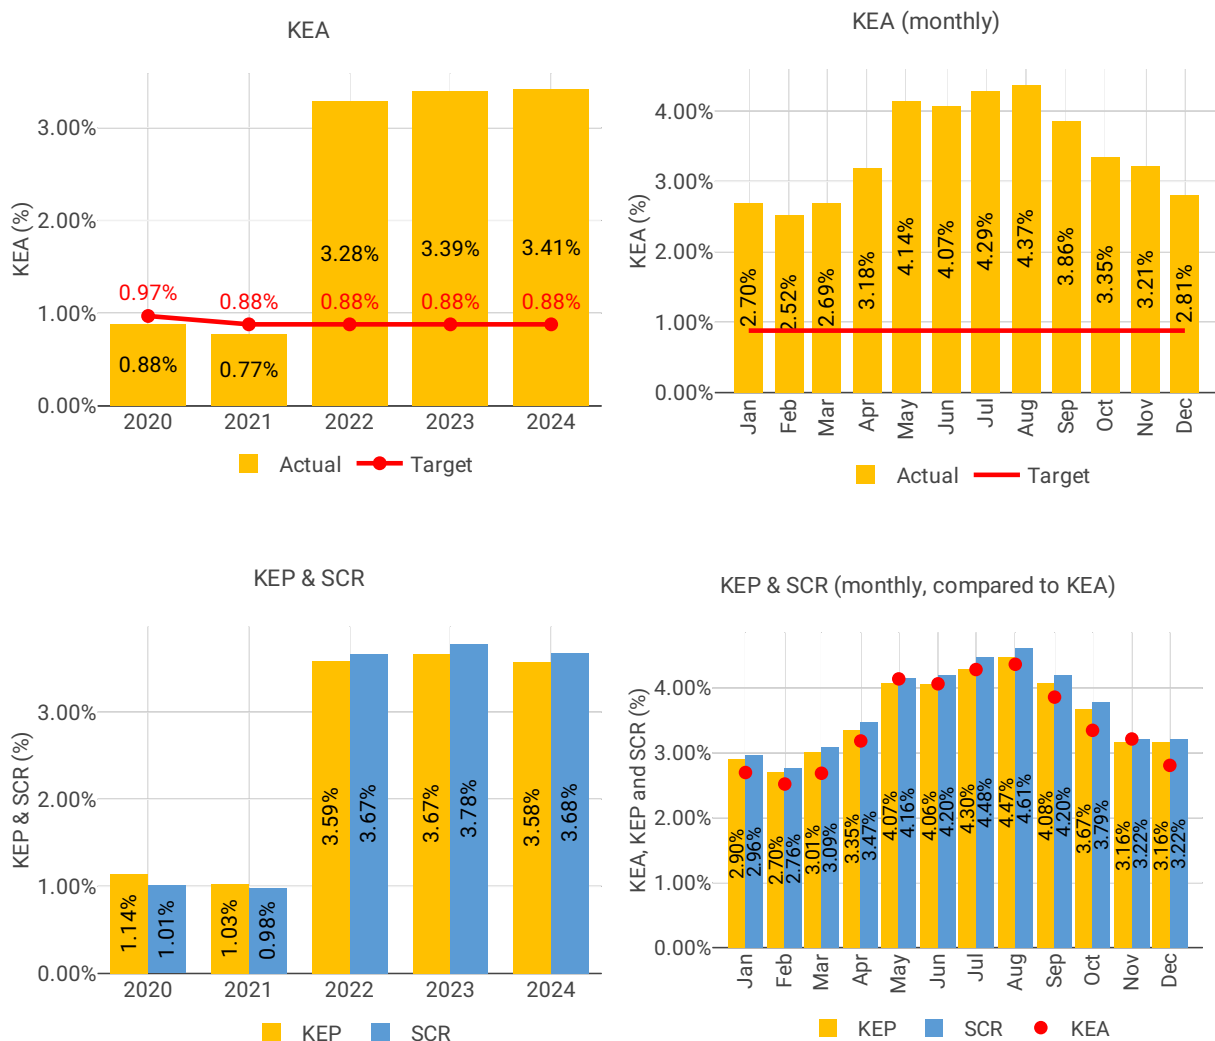 KEA
KEA (%)
3.00%
2.00%
1.00%
0.00%
0.97%
0.88%
0.88%
0.88%
0.88%
0.88%
0.77%
3.28%
3.39%
3.41%
2020
2021
2022
2023
2024
Actual
Target
KEA (monthly)
KEA (%)
4.00%
3.00%
2.00%
1.00%
0.00%
2.70%
2.52%
2.69%
3.18%
4.14%
4.07%
4.29%
4.37%
3.86%
3.35%
3.21%
2.81%
Jan
Feb
Mar
Apr
May
Jun
Jul
Aug
Sep
Oct
Nov
Dec
Actual
Target
KEP & SCR
KEP & SCR (%)
3.00%
2.00%
1.00%
0.00%
1.14%
1.01%
1.03%
0.98%
3.59%
3.67%
3.67%
3.78%
3.58%
3.68%
2020
2021
2022
2023
2024
KEP
SCR
KEP & SCR (monthly, compared to KEA)
KEA, KEP and SCR (%)
4.00%
3.00%
2.00%
1.00%
0.00%
2.90%
2.96%
2.70%
2.76%
3.01%
3.09%
3.35%
3.47%
4.07%
4.16%
4.06%
4.20%
4.30%
4.48%
4.47%
4.61%
4.08%
4.20%
3.67%
3.79%
3.16%
3.22%
3.16%
3.22%
Jan
Feb
Mar
Apr
May
Jun
Jul
Aug
Sep
Oct
Nov
Dec
KEP
SCR
KEA